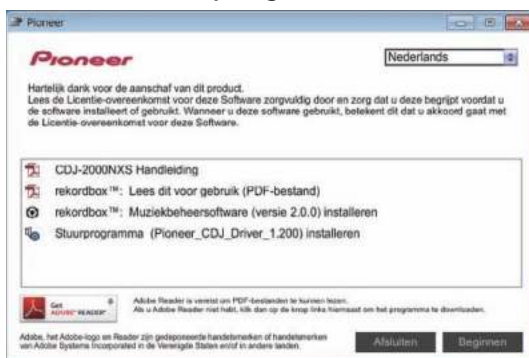 Pioneer
Pioneer
Nederlands
Hartelijk dank voor de aanschaf van dit product.
Lees de Licentie-overeenkomst voor deze Software zorgvuldig door en zorg dat u deze begrijpt voordat u
de software installeert of gebruikt. Wanneer u deze software gebruikt, betekent dit dat u akkoord gaat met
de Licentie-overeenkomst voor deze Software.
CDJ-2000NXS Handleiding
rekordbox™: Lees dit voor gebruik (PDF-bestand)
rekordbox™: Muziekbeheersoftware (versie 2.0.0) installeren
Stuurprogramma (Pioneer_CDJ_Driver_1.200) installeren
Get
ADOBE® READER®
Adobe Reader is vereist om PDF-bestanden te kunnen lezen.
Als u Adobe Reader niet hebt, klik dan op de knop links hiernaast om het programma te downloaden.
Adobe, het Adobe-logo en Reader zijn gedeponeerde handelsmerken of handelsmerken
van Adobe Systems Incorporated in de Verenigde Staten en/of in andere landen.
Afsluiten
Beginnen